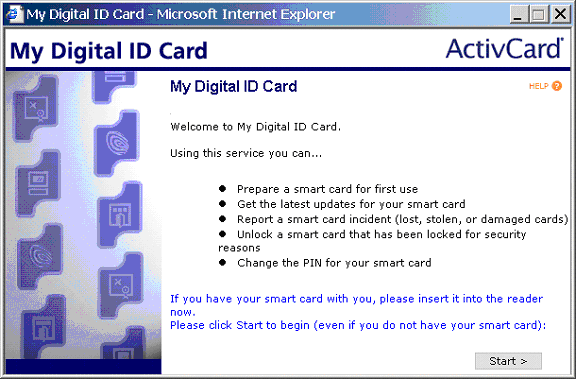 My Digital ID Card - Microsoft Internet Explorer
My Digital ID Card
ActivCard
My Digital ID Card
HELP ?
Welcome to My Digital ID Card.
Using this service you can...
● Prepare a smart card for first use
● Get the latest updates for your smart card
● Report a smart card incident (lost, stolen, or damaged cards)
● Unlock a smart card that has been locked for security
reasons
● Change the PIN for your smart card
If you have your smart card with you, please insert it into the reader
now.
Please click Start to begin (even if you do not have your smart card):
Start >